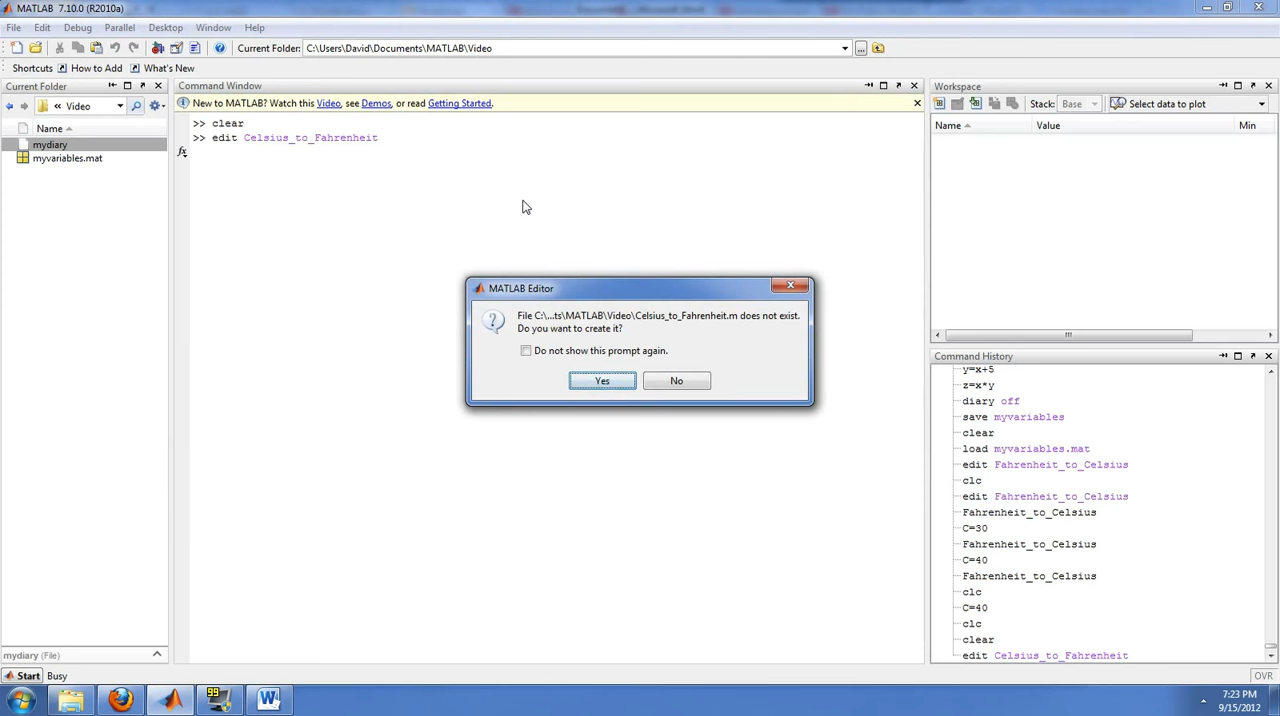 MATLAB 7.10.0 (R2010a)
File Edit Debug Parallel Desktop Window Help
Current Folder: C:\Users\David\Documents\MATLAB\Video
Shortcuts How to Add What's New
Current Folder
« Video
Name
mydiary
myvariables.mat
mydiary (File)
Command Window
New to MATLAB? Watch this Video, see Demos, or read Getting Started.
>> clear
>> edit Celsius_to_Fahrenheit
fx
MATLAB Editor
File C:\...ts\MATLAB\Video\Celsius_to_Fahrenheit.m does not exist.
Do you want to create it?
Do not show this prompt again.
Yes No
Workspace
Stack: Base Select data to plot
Name Value Min
Command History
y=x+5
z=x*y
diary off
save myvariables
clear
load myvariables.mat
edit Fahrenheit_to_Celsius
clc
edit Fahrenheit_to_Celsius
Fahrenheit_to_Celsius
C=30
Fahrenheit_to_Celsius
C=40
Fahrenheit_to_Celsius
clc
C=40
clc
clear
edit Celsius_to_Fahrenheit
Start Busy
OVR
99
7:23 PM
9/15/2012